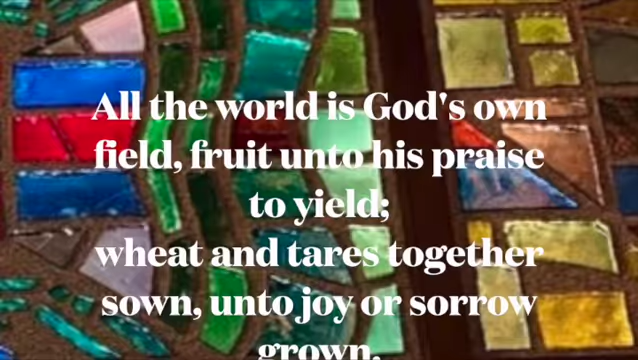 All the world is God's own
field, fruit unto his praise
to yield;
wheat and tares together
sown, unto joy or sorrow
grown.